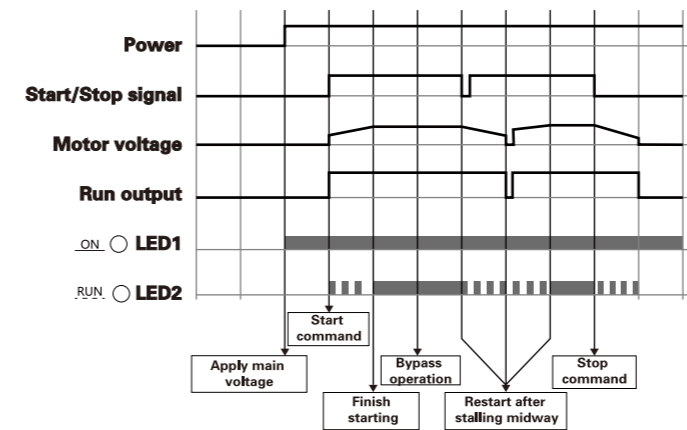 Power
Start/Stop signal
Motor voltage
Run output
ON LED1
RUN LED2
Start
command
Apply main
voltage
Bypass
operation
Stop
command
Finish
starting
Restart after
stalling midway